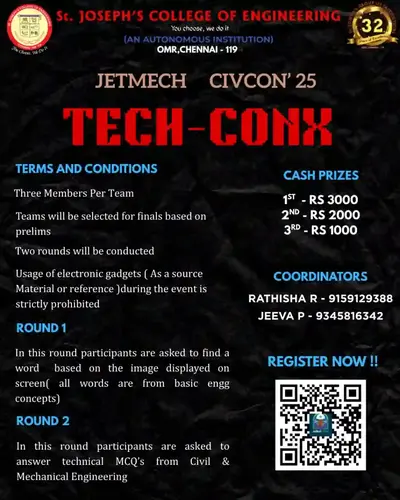 St. JOSEPH'S COLLEGE OF ENGINEERING
You choose, we do it
(AN AUTONOMOUS INSTITUTION)
OMR,CHENNAI - 119
32
JETMECH CIVCON' 25
TECH-CONX
TERMS AND CONDITIONS
Three Members Per Team
Teams will be selected for finals based on
prelims
Two rounds will be conducted
Usage of electronic gadgets ( As a source
Material or reference )during the event is
strictly prohibited
ROUND 1
In this round participants are asked to find a
word based on the image displayed on
screen( all words are from basic engg
concepts)
ROUND 2
In this round participants are asked to
answer technical MCQ's from Civil &
Mechanical Engineering
CASH PRIZES
1ST - RS 3000
2ND - RS 2000
3RD - RS 1000
COORDINATORS
RATHISHA R - 9159129388
JEEVA P - 9345816342
REGISTER NOW !!